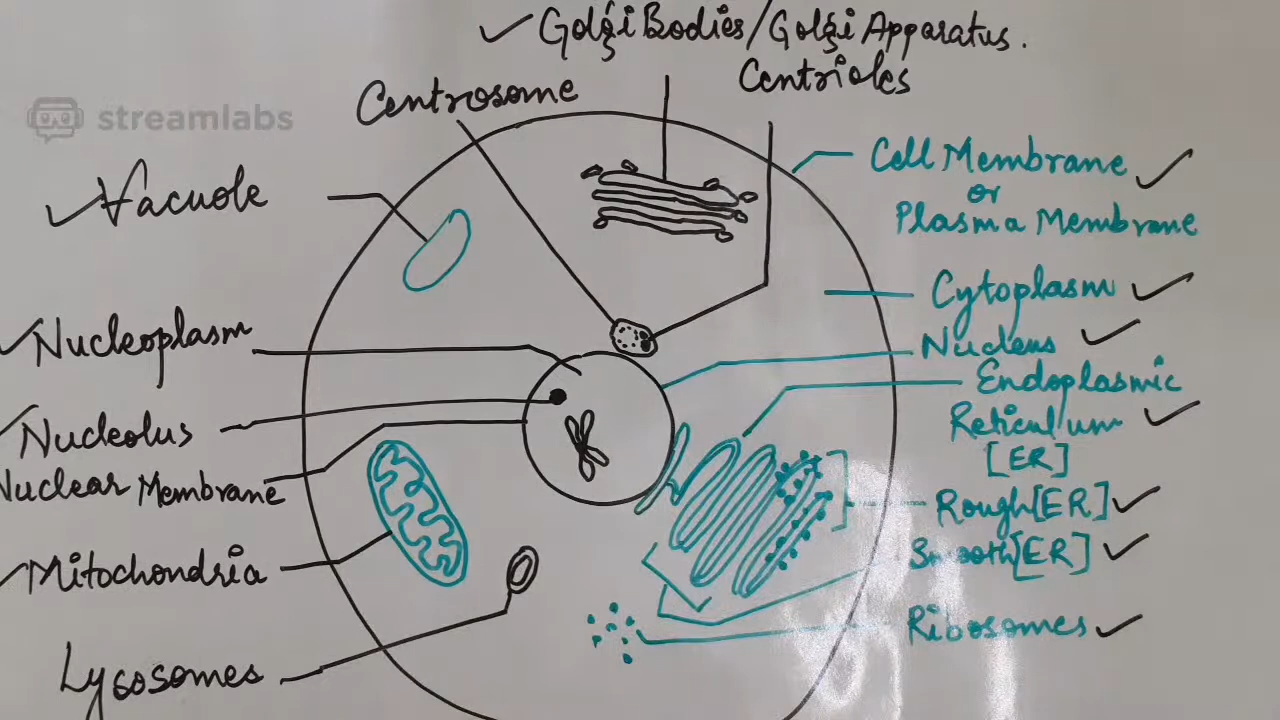 Golgi Bodies/Golgi Apparatus.
Centrosome
Centrioles
streamlabs
Vacuole
Cell Membrane
or
Plasma Membrane
Cytoplasm
Nucleoplasm
Nucleus
Endoplasmic
Reticulum
[ER]
Nucleolus
Nuclear Membrane
Rough[ER]
Smooth[ER]
Mitochondria
Ribosomes
Lysosomes